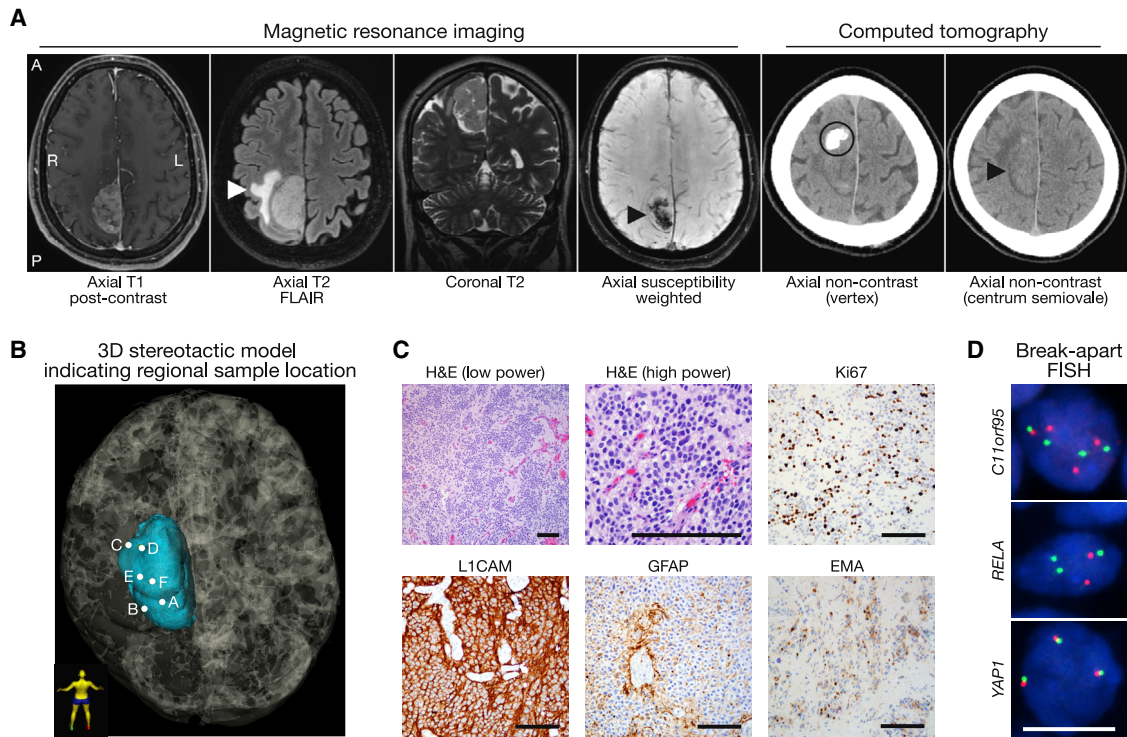 A
Magnetic resonance imaging
Computed tomography
A
R
L
P
Axial T1
post-contrast
Axial T2
FLAIR
Coronal T2
Axial susceptibility
weighted
Axial non-contrast
(vertex)
Axial non-contrast
(centrum semiovale)
B
3D stereotactic model
indicating regional sample location
C
D
E
F
A
B
C
H&E (low power)
H&E (high power)
Ki67
L1CAM
GFAP
EMA
D
Break-apart
FISH
C11orf95
RELA
YAP1